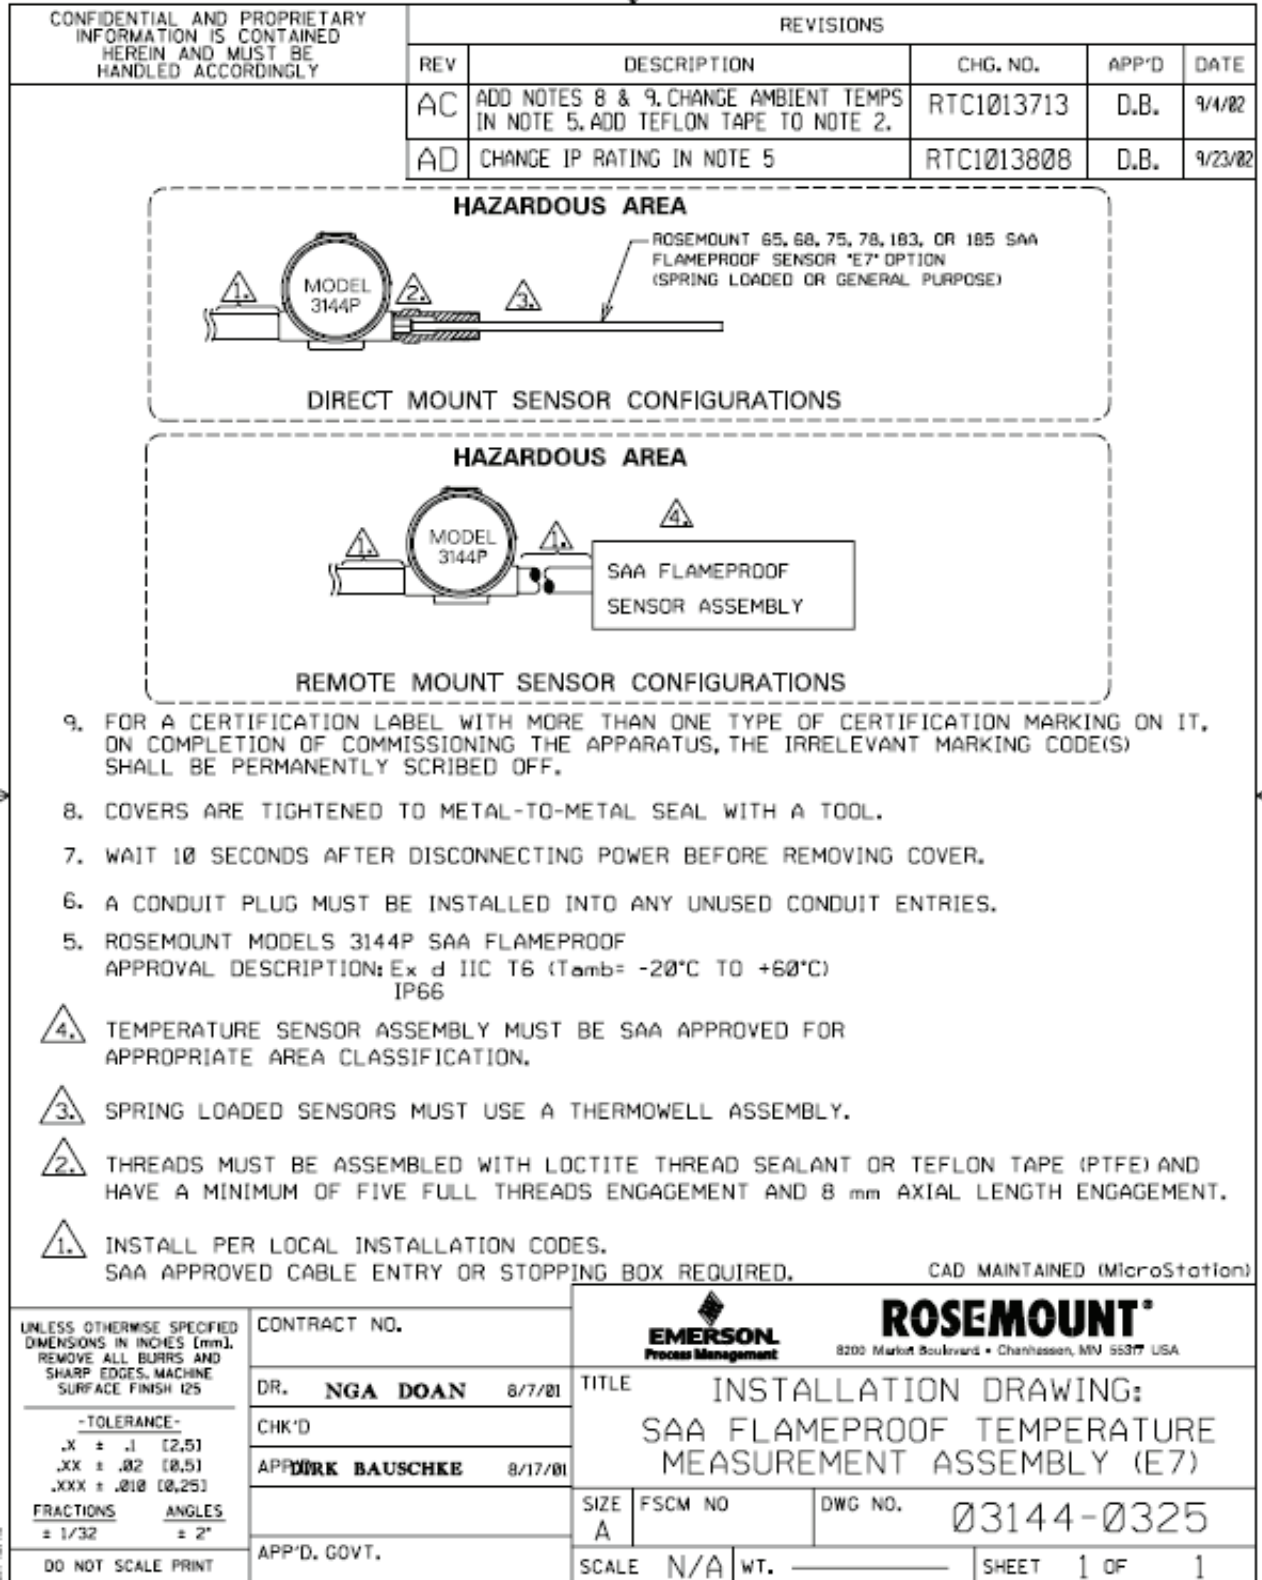 CONFIDENTIAL AND PROPRIETARY
INFORMATION IS CONTAINED
HEREIN AND MUST BE
HANDLED ACCORDINGLY
REVISIONS
REV DESCRIPTION CHG. NO. APP'D DATE
AC ADD NOTES 8 & 9. CHANGE AMBIENT TEMPS
IN NOTE 5. ADD TEFLON TAPE TO NOTE 2.
RTC1013713 D.B. 9/4/02
AD CHANGE IP RATING IN NOTE 5 RTC1013808 D.B. 9/23/02
HAZARDOUS AREA
ROSEMOUNT 65, 68, 75, 78, 183, OR 185 SAA
FLAMEPROOF SENSOR "E7" OPTION
(SPRING LOADED OR GENERAL PURPOSE)
1. MODEL 2. 3.
3144P
DIRECT MOUNT SENSOR CONFIGURATIONS
HAZARDOUS AREA
4.
1. MODEL 1.
3144P
SAA FLAMEPROOF
SENSOR ASSEMBLY
REMOTE MOUNT SENSOR CONFIGURATIONS
9. FOR A CERTIFICATION LABEL WITH MORE THAN ONE TYPE OF CERTIFICATION MARKING ON IT,
ON COMPLETION OF COMMISSIONING THE APPARATUS, THE IRRELEVANT MARKING CODE(S)
SHALL BE PERMANENTLY SCRIBED OFF.
8. COVERS ARE TIGHTENED TO METAL-TO-METAL SEAL WITH A TOOL.
7. WAIT 10 SECONDS AFTER DISCONNECTING POWER BEFORE REMOVING COVER.
6. A CONDUIT PLUG MUST BE INSTALLED INTO ANY UNUSED CONDUIT ENTRIES.
5. ROSEMOUNT MODELS 3144P SAA FLAMEPROOF
APPROVAL DESCRIPTION: Ex d IIC T6 (Tamb= -20°C TO +60°C)
IP66
4. TEMPERATURE SENSOR ASSEMBLY MUST BE SAA APPROVED FOR
APPROPRIATE AREA CLASSIFICATION.
3. SPRING LOADED SENSORS MUST USE A THERMOWELL ASSEMBLY.
2. THREADS MUST BE ASSEMBLED WITH LOCTITE THREAD SEALANT OR TEFLON TAPE (PTFE) AND
HAVE A MINIMUM OF FIVE FULL THREADS ENGAGEMENT AND 8 mm AXIAL LENGTH ENGAGEMENT.
1. INSTALL PER LOCAL INSTALLATION CODES.
SAA APPROVED CABLE ENTRY OR STOPPING BOX REQUIRED.
CAD MAINTAINED (MicroStation)
UNLESS OTHERWISE SPECIFIED
DIMENSIONS IN INCHES [mm].
REMOVE ALL BURRS AND
SHARP EDGES. MACHINE
SURFACE FINISH 125
-TOLERANCE-
.X ± .1 [2,5]
.XX ± .02 [0,5]
.XXX ± .010 [0,25]
FRACTIONS ANGLES
± 1/32 ± 2°
DO NOT SCALE PRINT
CONTRACT NO.
DR. NGA DOAN 8/7/01
CHK'D
APP'D DIRK BAUSCHKE 8/17/01
APP'D. GOVT.
EMERSON.
Process Management
ROSEMOUNT®
8200 Market Boulevard • Chanhassen, MN 55317 USA
TITLE INSTALLATION DRAWING:
SAA FLAMEPROOF TEMPERATURE
MEASUREMENT ASSEMBLY (E7)
SIZE A FSCM NO DWG NO. 03144-0325
SCALE N/A WT. SHEET 1 OF 1